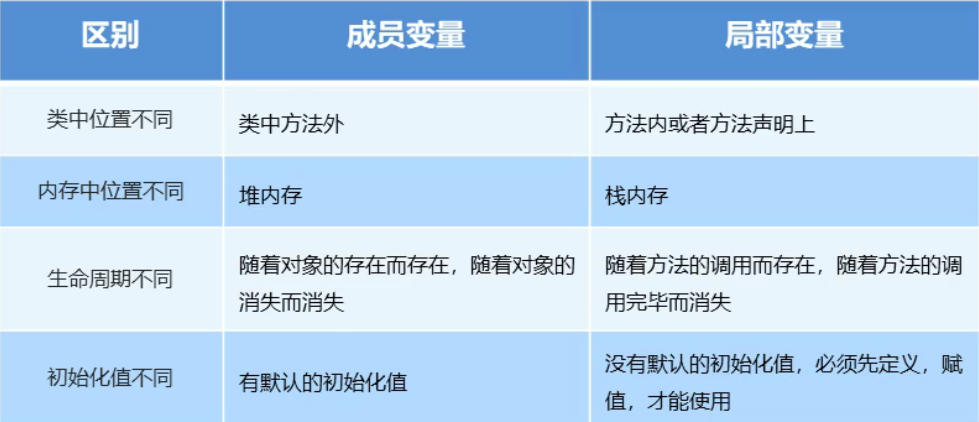 区别 成员变量 局部变量
类中位置不同 类中方法外 方法内或者方法声明上
内存中位置不同 堆内存 栈内存
生命周期不同
随着对象的存在而存在，随着对象的
消失而消失
随着方法的调用而存在，随着方法的调
用完毕而消失
初始化值不同 有默认的初始化值
没有默认的初始化值，必须先定义，赋
值，才能使用